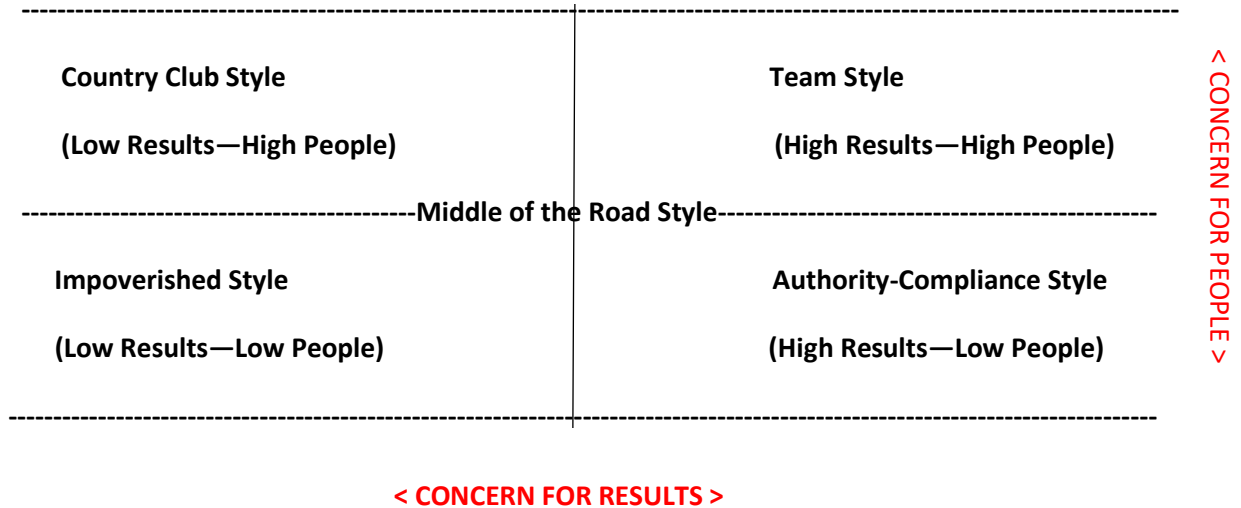 Country Club Style
Team Style
(Low Results—High People)
(High Results—High People)
Middle of the Road Style
Impoverished Style
Authority-Compliance Style
(Low Results—Low People)
(High Results—Low People)
< CONCERN FOR PEOPLE >
< CONCERN FOR RESULTS >